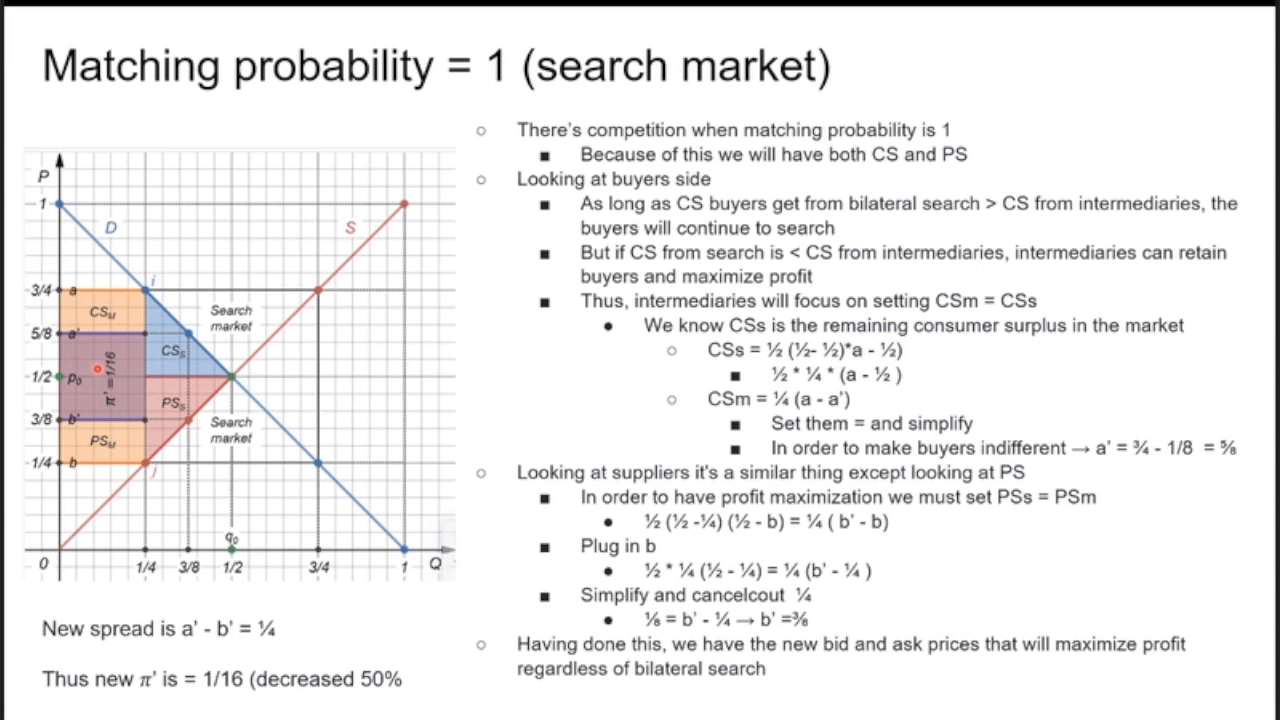 Matching probability = 1 (search market)
P
1
D
S
3/4
a
i
CSM
Search
market
5/8
a'
CSS
1/2
p₀
π' = 1/16
3/8
b'
PSS
PSM
Search
market
1/4
b
j
q₀
0
1/4
3/8
1/2
3/4
1
Q
New spread is a' - b' = ¼
Thus new π' is = 1/16 (decreased 50%
○ There's competition when matching probability is 1
■ Because of this we will have both CS and PS
○ Looking at buyers side
■ As long as CS buyers get from bilateral search > CS from intermediaries, the
buyers will continue to search
■ But if CS from search is < CS from intermediaries, intermediaries can retain
buyers and maximize profit
■ Thus, intermediaries will focus on setting CSm = CSs
● We know CSs is the remaining consumer surplus in the market
○ CSs = ½ (½- ½)*a - ½)
■ ½ * ¼ * (a - ½ )
○ CSm = ¼ (a - a')
■ Set them = and simplify
■ In order to make buyers indifferent → a' = ¾ - 1/8 = ⅝
○ Looking at suppliers it's a similar thing except looking at PS
■ In order to have profit maximization we must set PSs = PSm
● ½ (½ -¼) (½ - b) = ¼ ( b' - b)
■ Plug in b
● ½ * ¼ (½ - ¼) = ¼ (b' - ¼ )
■ Simplify and cancelcout ¼
● ⅛ = b' - ¼ → b' =⅜
○ Having done this, we have the new bid and ask prices that will maximize profit
regardless of bilateral search